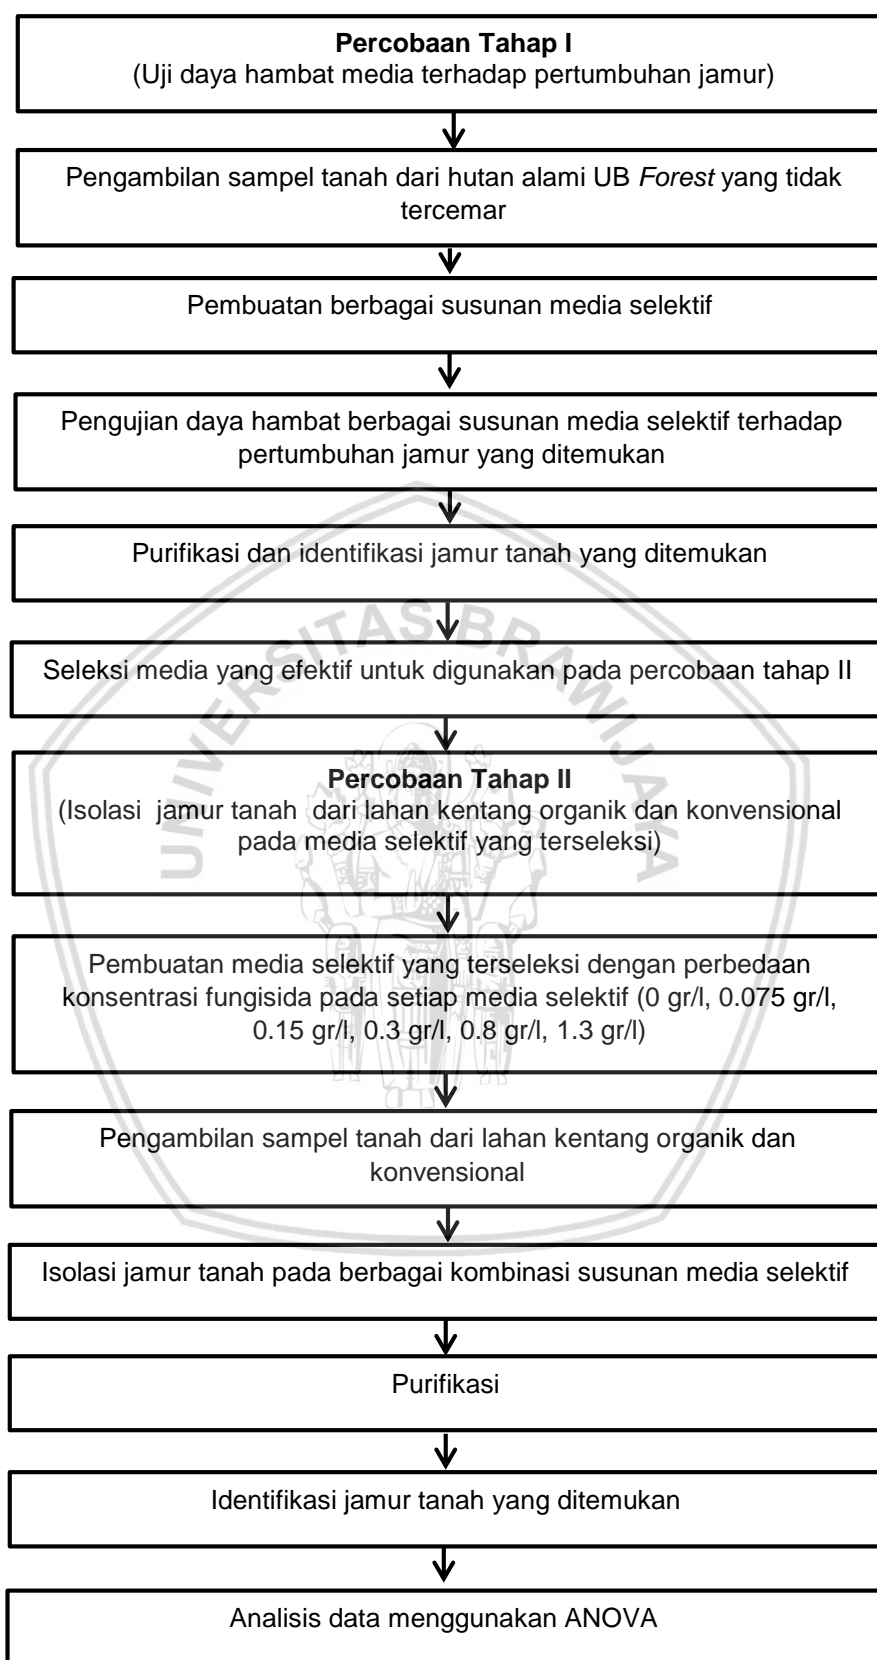 Percobaan Tahap I
(Uji daya hambat media terhadap pertumbuhan jamur)
Pengambilan sampel tanah dari hutan alami UB Forest yang tidak
tercemar
Pembuatan berbagai susunan media selektif
Pengujian daya hambat berbagai susunan media selektif terhadap
pertumbuhan jamur yang ditemukan
Purifikasi dan identifikasi jamur tanah yang ditemukan
Seleksi media yang efektif untuk digunakan pada percobaan tahap II
UNIVERSITAS BRAWIJAYA
Percobaan Tahap II
(Isolasi jamur tanah dari lahan kentang organik dan konvensional
pada media selektif yang terseleksi)
Pembuatan media selektif yang terseleksi dengan perbedaan
konsentrasi fungisida pada setiap media selektif (0 gr/l, 0.075 gr/l,
0.15 gr/l, 0.3 gr/l, 0.8 gr/l, 1.3 gr/l)
Pengambilan sampel tanah dari lahan kentang organik dan
konvensional
Isolasi jamur tanah pada berbagai kombinasi susunan media selektif
Purifikasi
Identifikasi jamur tanah yang ditemukan
Analisis data menggunakan ANOVA